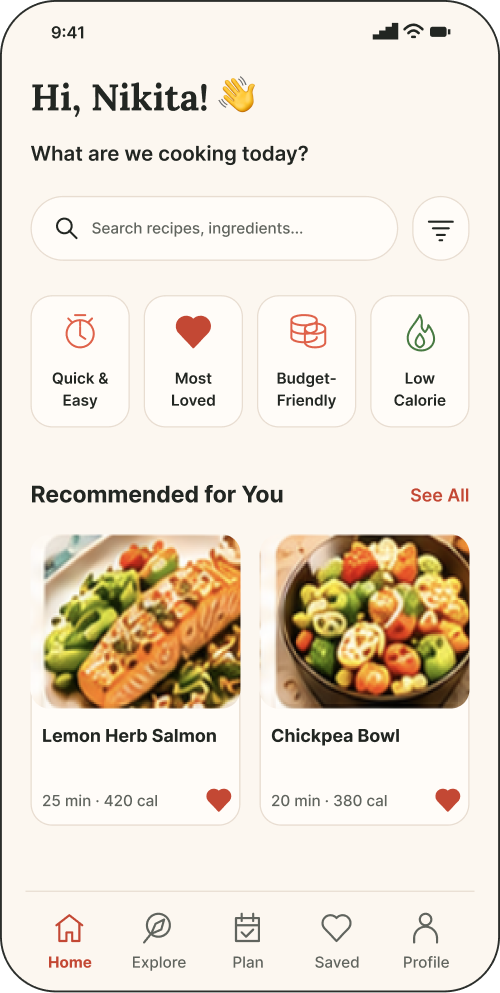 9:41
Hi, Nikita! 👋
What are we cooking today?
Search recipes, ingredients...
Quick &
Easy
Most
Loved
Budget-
Friendly
Low
Calorie
Recommended for You
See All
Lemon Herb Salmon
25 min · 420 cal
Chickpea Bowl
20 min · 380 cal
Home
Explore
Plan
Saved
Profile